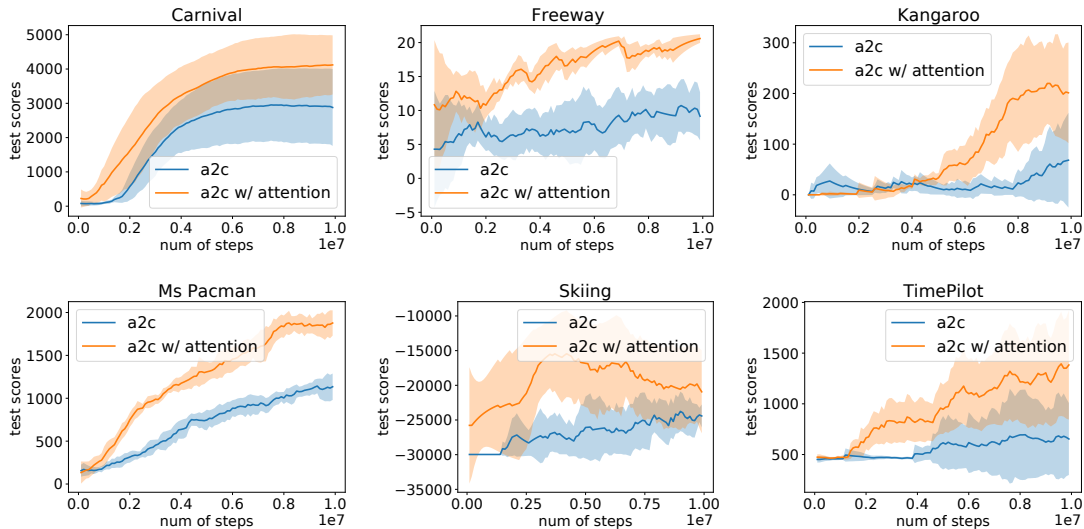 Carnival
5000
4000
3000
2000
1000
0
test scores
a2c
a2c w/ attention
0.0 0.2 0.4 0.6 0.8 1.0
num of steps 1e7
Freeway
20
15
10
5
0
−5
test scores
a2c
a2c w/ attention
0.0 0.2 0.4 0.6 0.8 1.0
num of steps 1e7
Kangaroo
300
200
100
0
test scores
a2c
a2c w/ attention
0.0 0.2 0.4 0.6 0.8 1.0
num of steps 1e7
Ms Pacman
2000
1500
1000
500
0
test scores
a2c
a2c w/ attention
0.0 0.2 0.4 0.6 0.8 1.0
num of steps 1e7
Skiing
−10000
−15000
−20000
−25000
−30000
−35000
test scores
a2c
a2c w/ attention
0.00 0.25 0.50 0.75 1.00
num of steps 1e7
TimePilot
2000
1500
1000
500
test scores
a2c
a2c w/ attention
0.0 0.2 0.4 0.6 0.8 1.0
num of steps 1e7